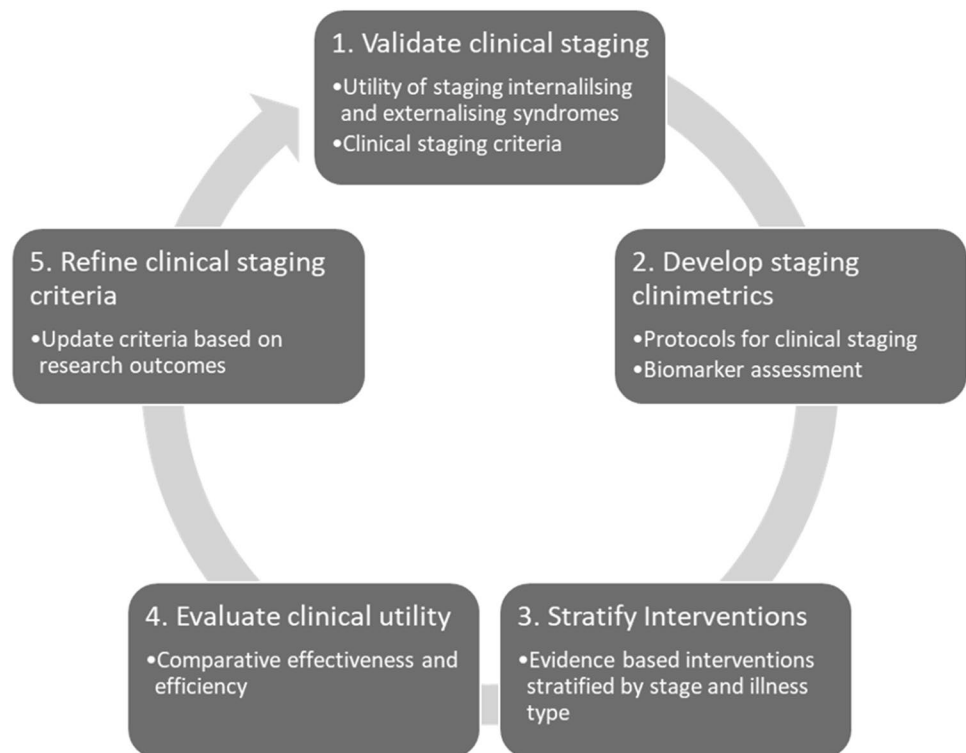 1. Validate clinical staging
•Utility of staging internalilsing
and externalising syndromes
•Clinical staging criteria
2. Develop staging
clinimetrics
•Protocols for clinical staging
•Biomarker assessment
3. Stratify Interventions
•Evidence based interventions
stratified by stage and illness
type
4. Evaluate clinical utility
•Comparative effectiveness and
efficiency
5. Refine clinical staging
criteria
•Update criteria based on
research outcomes